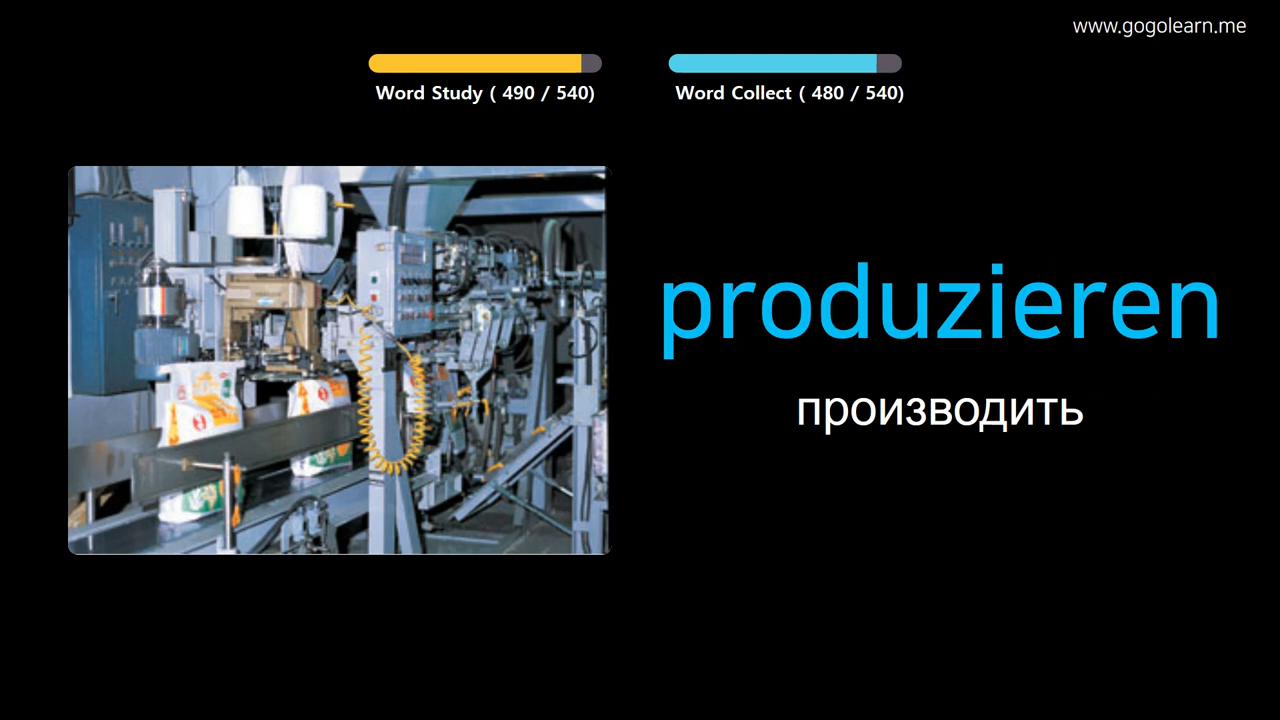 www.gogolearn.me
Word Study ( 490 / 540)
Word Collect ( 480 / 540)
produzieren
производить